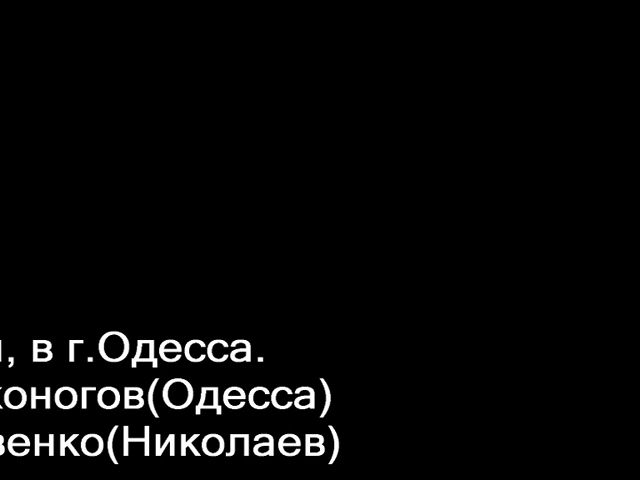 , в г.Одесса.
коногов(Одесса)
венко(Николаев)